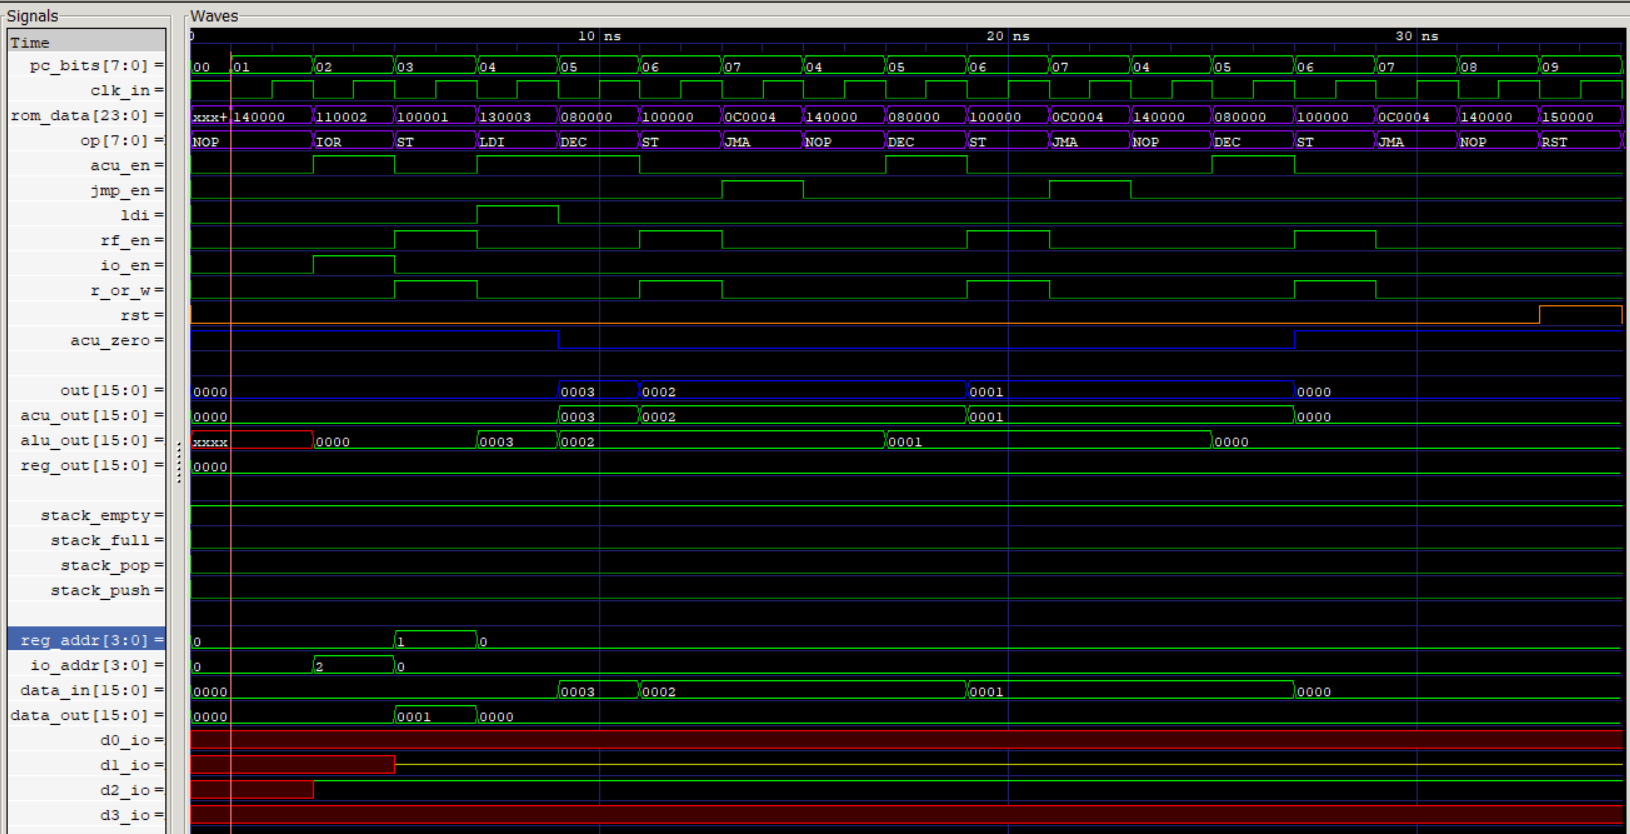 Signals Waves
Time 0 10 ns 20 ns 30 ns
pc_bits[7:0] = 00 01 02 03 04 05 06 07 04 05 06 07 04 05 06 07 08 09
clk_in =
rom_data[23:0] = xxx+ 140000 110002 100001 130003 080000 100000 0C0004 140000 080000 100000 0C0004 140000 080000 100000 0C0004 140000 150000
op[7:0] = NOP IOR ST LDI DEC ST JMA NOP DEC ST JMA NOP DEC ST JMA NOP RST
acu_en =
jmp_en =
ldi =
rf_en =
io_en =
r_or_w =
rst =
acu_zero =
out[15:0] = 0000 0003 0002 0001 0000
acu_out[15:0] = 0000 0003 0002 0001 0000
alu_out[15:0] = xxxx 0000 0003 0002 0001 0000
reg_out[15:0] = 0000
stack_empty =
stack_full =
stack_pop =
stack_push =
reg_addr[3:0] = 0 1 0
io_addr[3:0] = 0 2 0
data_in[15:0] = 0000 0003 0002 0001 0000
data_out[15:0] = 0000 0001 0000
d0_io =
d1_io =
d2_io =
d3_io =